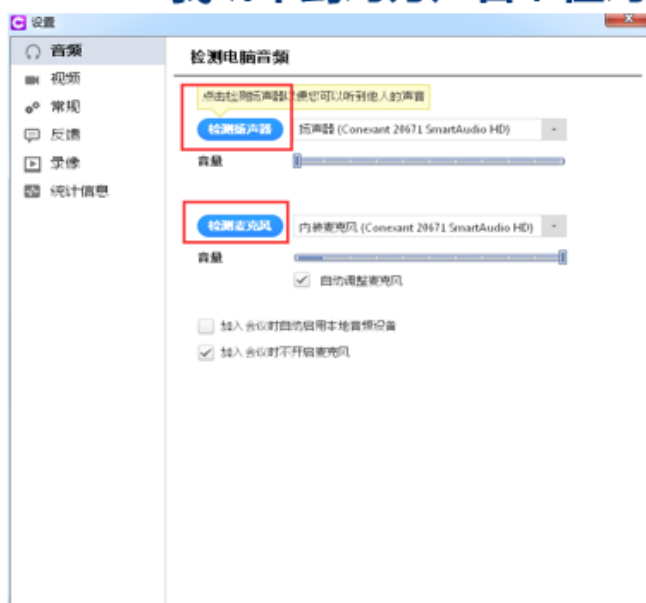 设置
音频
视频
常规
反馈
录像
统计信息
检测电脑音频
点击检测扬声器以便您可以听到他人的声音
检测扬声器
扬声器 (Conexant 20671 SmartAudio HD)
音量
检测麦克风
内装麦克风 (Conexant 20671 SmartAudio HD)
音量
自动调整麦克风
加入会议时自动启用本地音频设备
加入会议时不开启麦克风